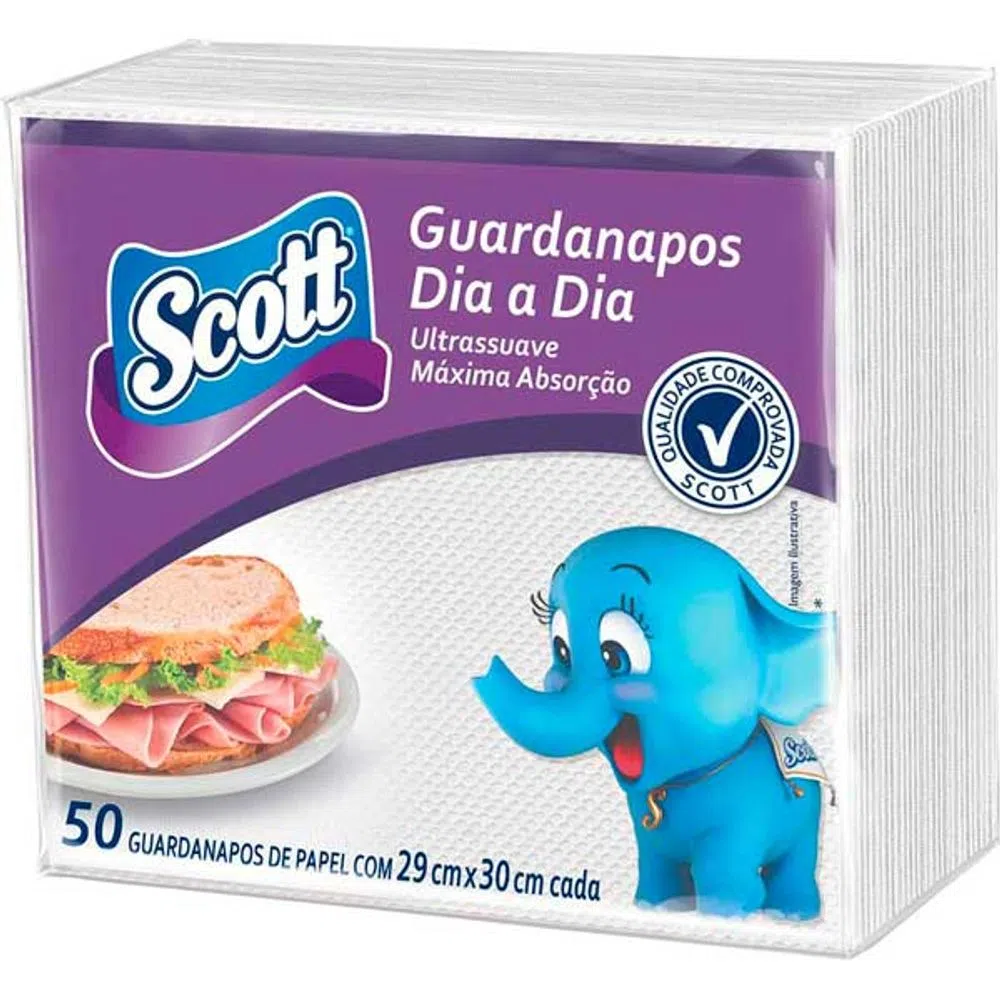 Scott
Guardanapos
Dia a Dia
Ultrassuave
Máxima Absorção
QUALIDADE COMPROVADA
SCOTT
Imagem ilustrativa
*
Scott
50 GUARDANAPOS DE PAPEL COM 29 cm x 30 cm cada